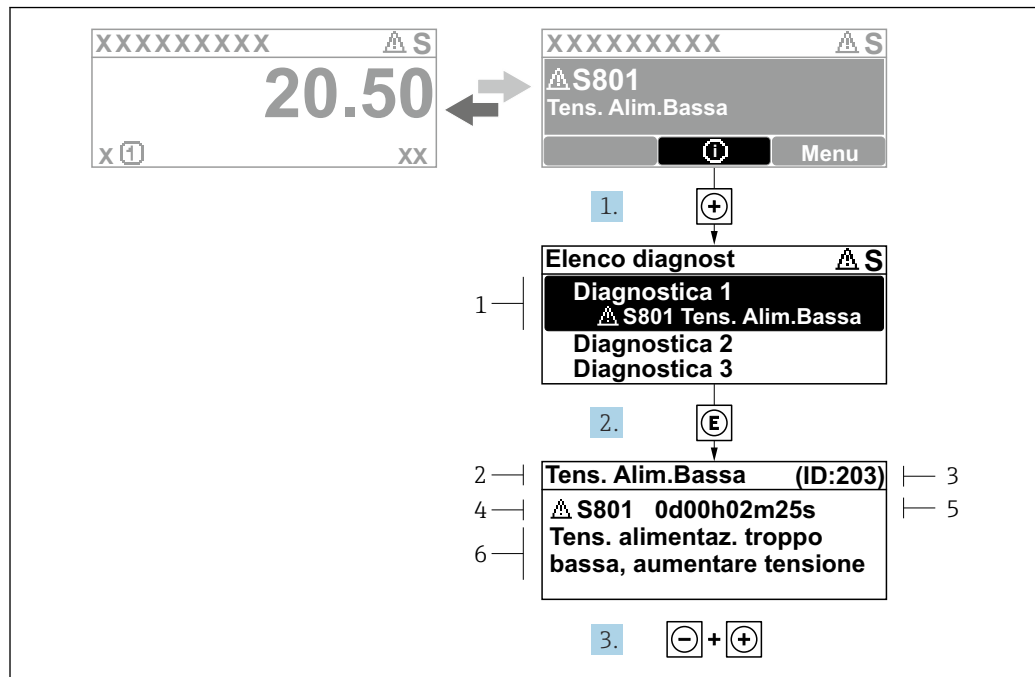 XXXXXXXXX ⚠ S
20.50
X ① XX
XXXXXXXXX ⚠ S
⚠ S801
Tens. Alim.Bassa
ⓘ Menu
1. +
Elenco diagnost ⚠ S
1
Diagnostica 1
⚠ S801 Tens. Alim.Bassa
Diagnostica 2
Diagnostica 3
2. E
2 Tens. Alim.Bassa (ID:203) 3
4 ⚠ S801 0d00h02m25s 5
6
Tens. alimentaz. troppo
bassa, aumentare tensione
3. - + +